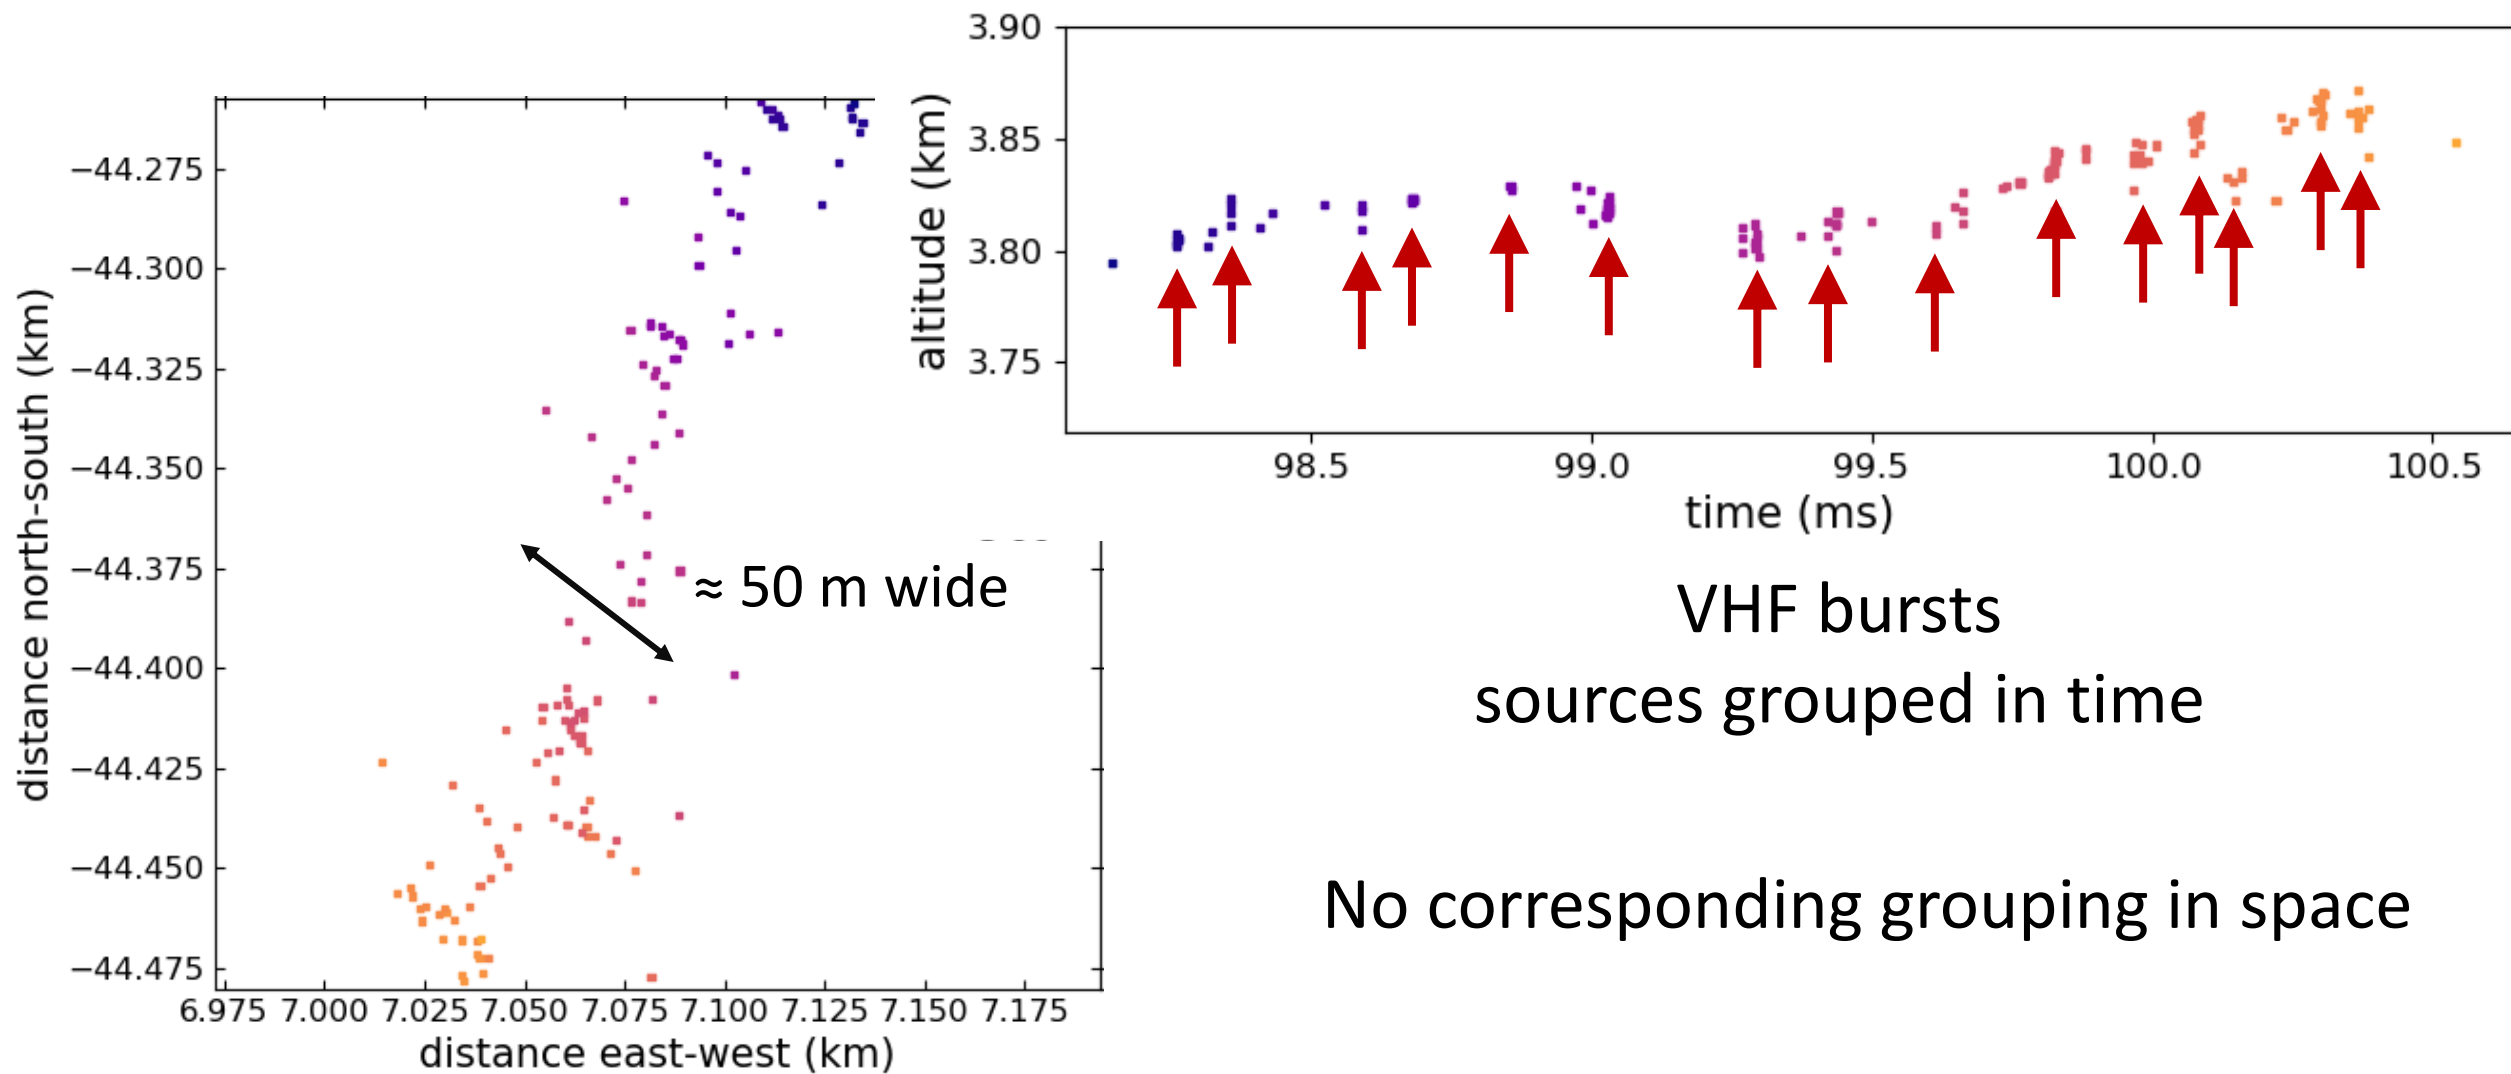 3.90
3.85
3.80
3.75
altitude (km)
98.5 99.0 99.5 100.0 100.5
time (ms)
−44.275
−44.300
−44.325
−44.350
−44.375
−44.400
−44.425
−44.450
−44.475
distance north-south (km)
6.975 7.000 7.025 7.050 7.075 7.100 7.125 7.150 7.175
distance east-west (km)
≈ 50 m wide
VHF bursts
sources grouped in time
No corresponding grouping in space